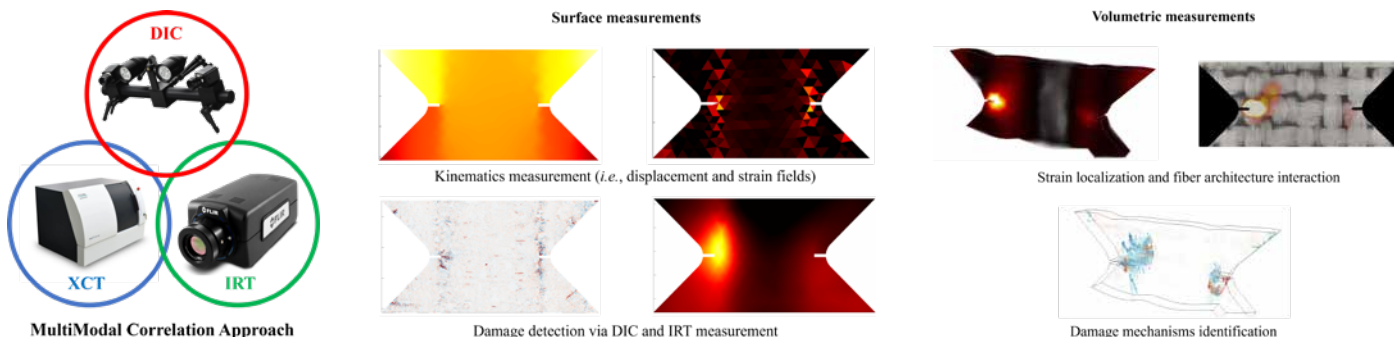 DIC
XCT
FLIR
FLIR
IRT
MultiModal Correlation Approach
Surface measurements
Kinematics measurement (i.e., displacement and strain fields)
Damage detection via DIC and IRT measurement
Volumetric measurements
Strain localization and fiber architecture interaction
Damage mechanisms identification